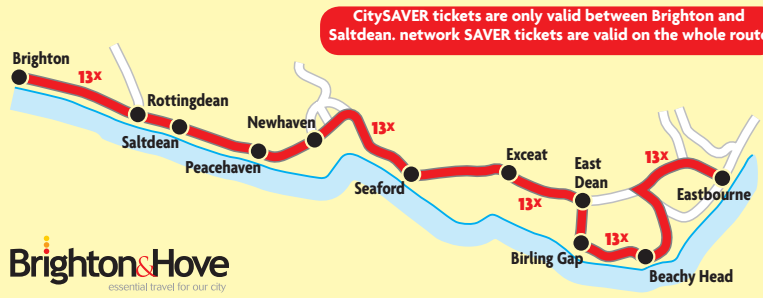 CitySAVER tickets are only valid between Brighton and
Saltdean. network SAVER tickets are valid on the whole route
Brighton
13x
Rottingdean
Saltdean
Peacehaven
Newhaven
13x
Seaford
Exceat
13x
East
Dean
13x
Eastbourne
Birling Gap
13x
Beachy Head
Brighton&Hove
essential travel for our city